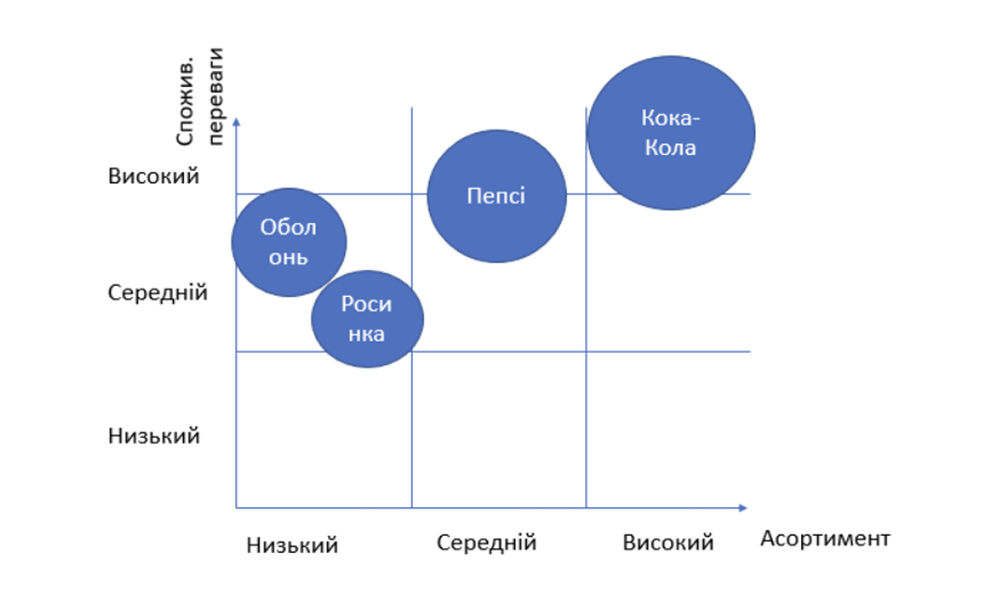 Спожив.
переваги
Високий
Середній
Низький
Кока-
Кола
Пепсі
Обол
онь
Роси
нка
Низький
Середній
Високий
Асортимент